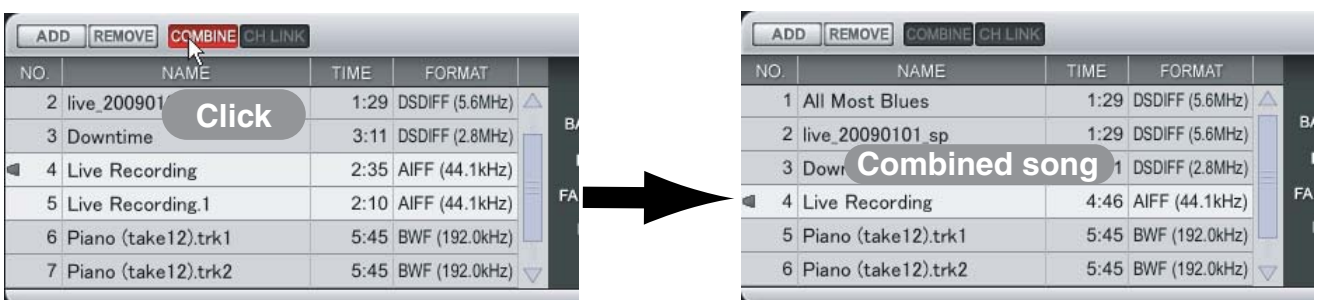 ADD REMOVE COMBINE CH LINK
NO. NAME TIME FORMAT
2 live_200901 1:29 DSDIFF (5.6MHz)
Click
3 Downtime 3:11 DSDIFF (2.8MHz)
4 Live Recording 2:35 AIFF (44.1kHz)
5 Live Recording.1 2:10 AIFF (44.1kHz)
6 Piano (take12).trk1 5:45 BWF (192.0kHz)
7 Piano (take12).trk2 5:45 BWF (192.0kHz)
BA
FA
ADD REMOVE COMBINE CH LINK
NO. NAME TIME FORMAT
1 All Most Blues 1:29 DSDIFF (5.6MHz)
2 live_20090101_sp 1:29 DSDIFF (5.6MHz)
3 Dow 1 DSDIFF (2.8MHz)
Combined song
4 Live Recording 4:46 AIFF (44.1kHz)
5 Piano (take12).trk1 5:45 BWF (192.0kHz)
6 Piano (take12).trk2 5:45 BWF (192.0kHz)
BA
FA